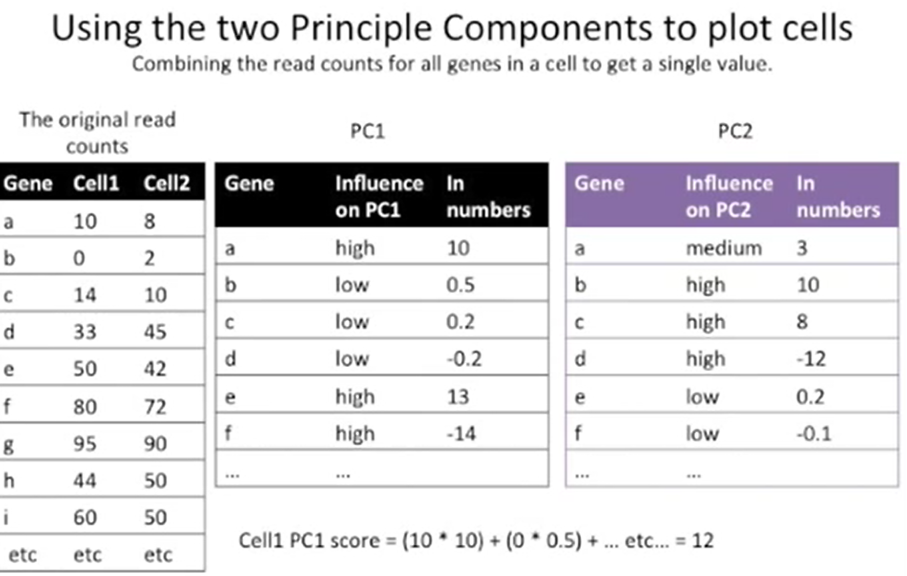 Using the two Principle Components to plot cells
Combining the read counts for all genes in a cell to get a single value.
The original read
counts
Gene Cell1 Cell2
a 10 8
b 0 2
c 14 10
d 33 45
e 50 42
f 80 72
g 95 90
h 44 50
i 60 50
etc etc etc
PC1
Gene Influence In
on PC1 numbers
a high 10
b low 0.5
c low 0.2
d low -0.2
e high 13
f high -14
... ...
PC2
Gene Influence In
on PC2 numbers
a medium 3
b high 10
c high 8
d high -12
e low 0.2
f low -0.1
... ...
Cell1 PC1 score = (10 * 10) + (0 * 0.5) + ... etc... = 12